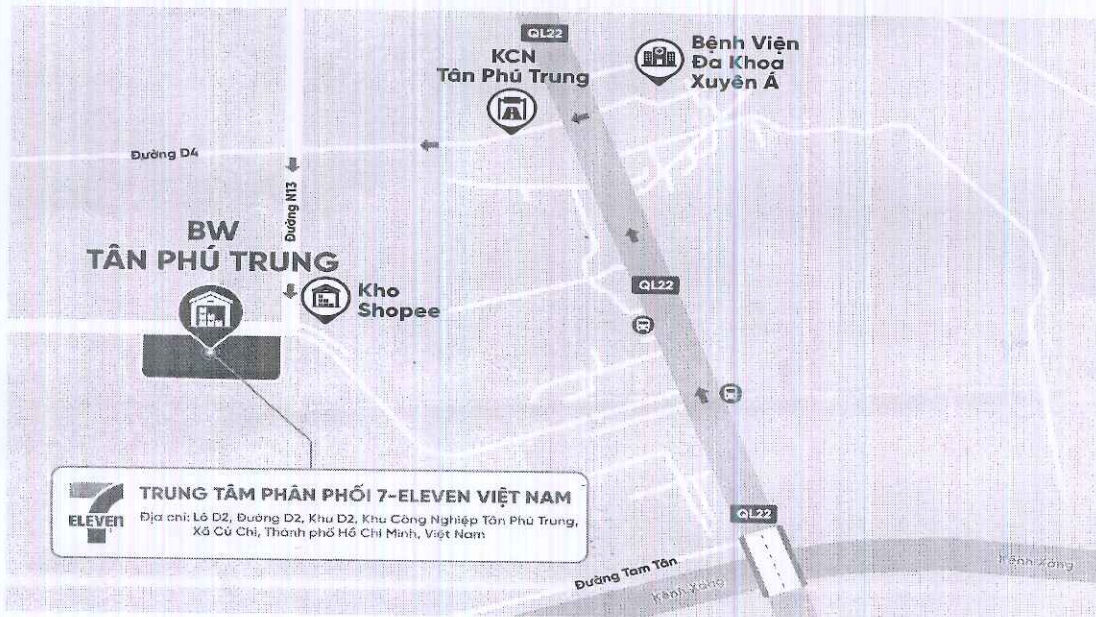 QL22
KCN
Tân Phú Trung
Bệnh Viện
Đa Khoa
Xuyên Á
Đường D4
Đường N13
BW
TÂN PHÚ TRUNG
Kho
Shopee
QL22
7
ELEVEN
TRUNG TÂM PHÂN PHỐI 7-ELEVEN VIỆT NAM
Địa chỉ: Lô D2, Đường D2, Khu D2, Khu Công Nghiệp Tân Phú Trung,
Xã Củ Chi, Thành phố Hồ Chí Minh, Việt Nam
QL22
Đường Tam Tân
Kênh Xáng
Kênh Xáng